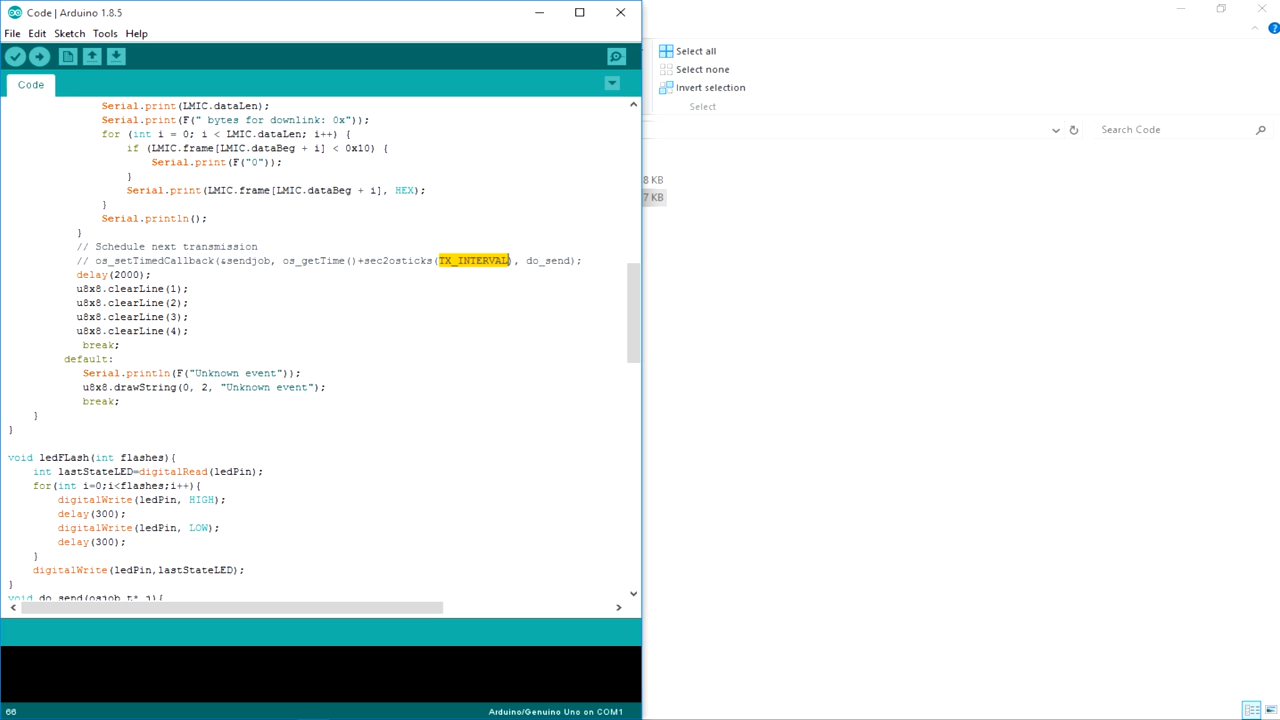 Code | Arduino 1.8.5
File Edit Sketch Tools Help
Code
Serial.print(LMIC.dataLen);
Serial.print(F(" bytes for downlink: 0x"));
for (int i = 0; i < LMIC.dataLen; i++) {
if (LMIC.frame[LMIC.dataBeg + i] < 0x10) {
Serial.print(F("0"));
}
Serial.print(LMIC.frame[LMIC.dataBeg + i], HEX);
}
Serial.println();
}
// Schedule next transmission
// os_setTimedCallback(&sendjob, os_getTime()+sec2osticks(TX_INTERVAL), do_send);
delay(2000);
u8x8.clearLine(1);
u8x8.clearLine(2);
u8x8.clearLine(3);
u8x8.clearLine(4);
break;
default:
Serial.println(F("Unknown event"));
u8x8.drawString(0, 2, "Unknown event");
break;
}
}
void ledFLash(int flashes){
int lastStateLED=digitalRead(ledPin);
for(int i=0;i<flashes;i++){
digitalWrite(ledPin, HIGH);
delay(300);
digitalWrite(ledPin, LOW);
delay(300);
}
digitalWrite(ledPin,lastStateLED);
}
void do_send(osjob_t* j){
66
Arduino/Genuino Uno on COM1
Select all
Select none
Invert selection
Select
Search Code
8 KB
7 KB